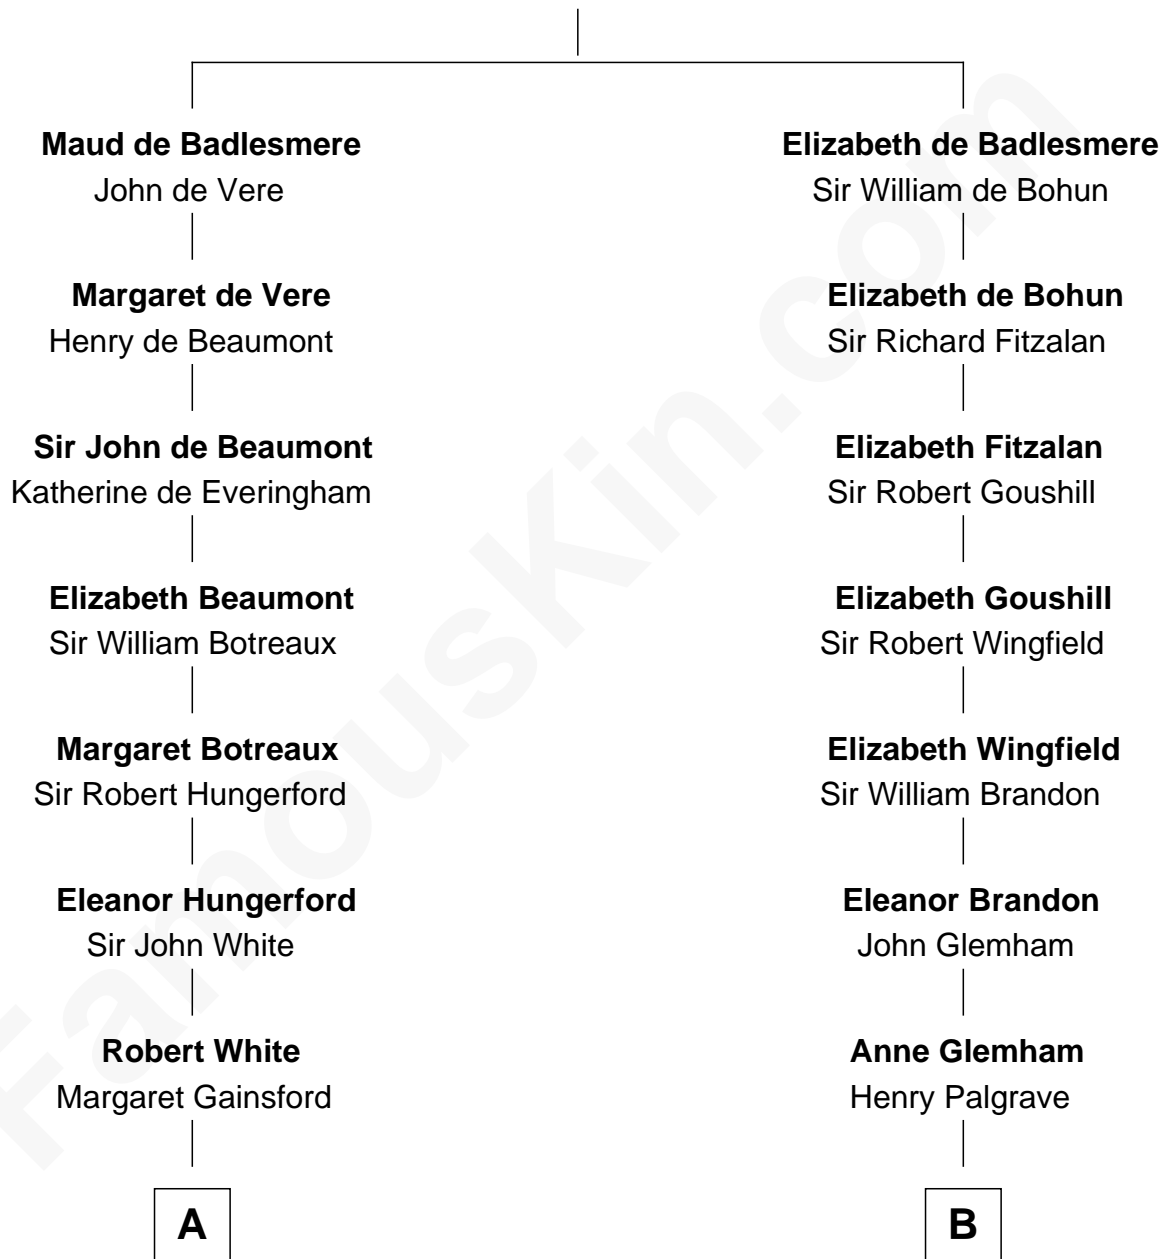 Maud de Badlesmere
John de Vere
Margaret de Vere
Henry de Beaumont
Sir John de Beaumont
Katherine de Everingham
Elizabeth Beaumont
Sir William Botreaux
Margaret Botreaux
Sir Robert Hungerford
Eleanor Hungerford
Sir John White
Robert White
Margaret Gainsford
A
Elizabeth de Badlesmere
Sir William de Bohun
Elizabeth de Bohun
Sir Richard Fitzalan
Elizabeth Fitzalan
Sir Robert Goushill
Elizabeth Goushill
Sir Robert Wingfield
Elizabeth Wingfield
Sir William Brandon
Eleanor Brandon
John Glemham
Anne Glemham
Henry Palgrave
B
FamousKin.com